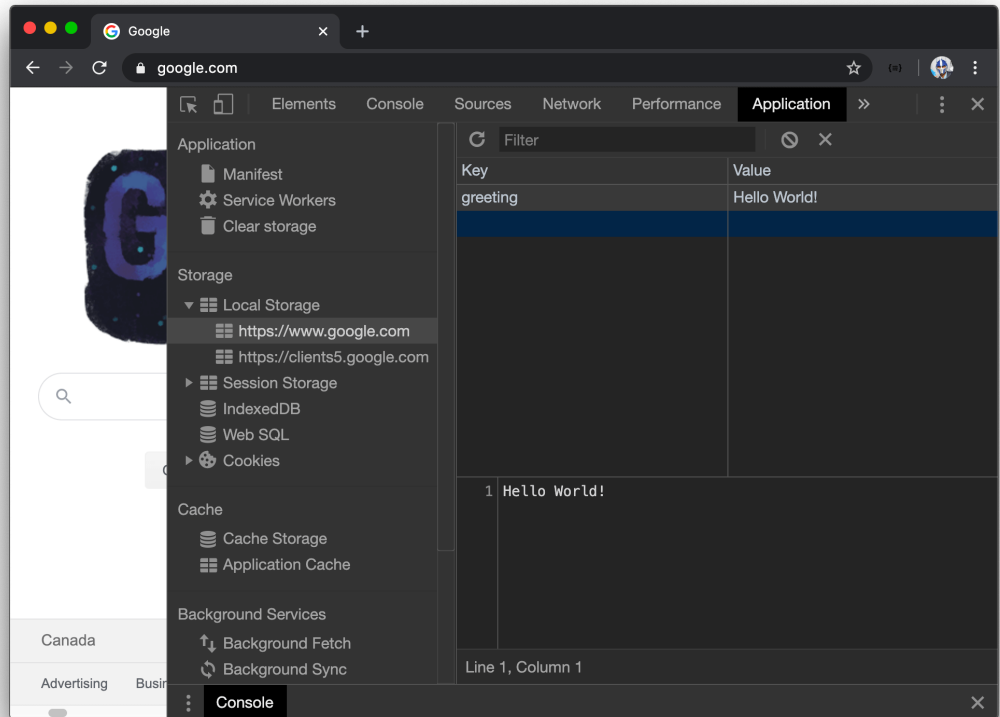 Google
google.com
Elements Console Sources Network Performance Application
Application
Manifest
Service Workers
Clear storage
Storage
Local Storage
https://www.google.com
https://clients5.google.com
Session Storage
IndexedDB
Web SQL
Cookies
Cache
Cache Storage
Application Cache
Background Services
Background Fetch
Background Sync
Filter
Key Value
greeting Hello World!
1 Hello World!
Line 1, Column 1
Console
G
Canada
Advertising